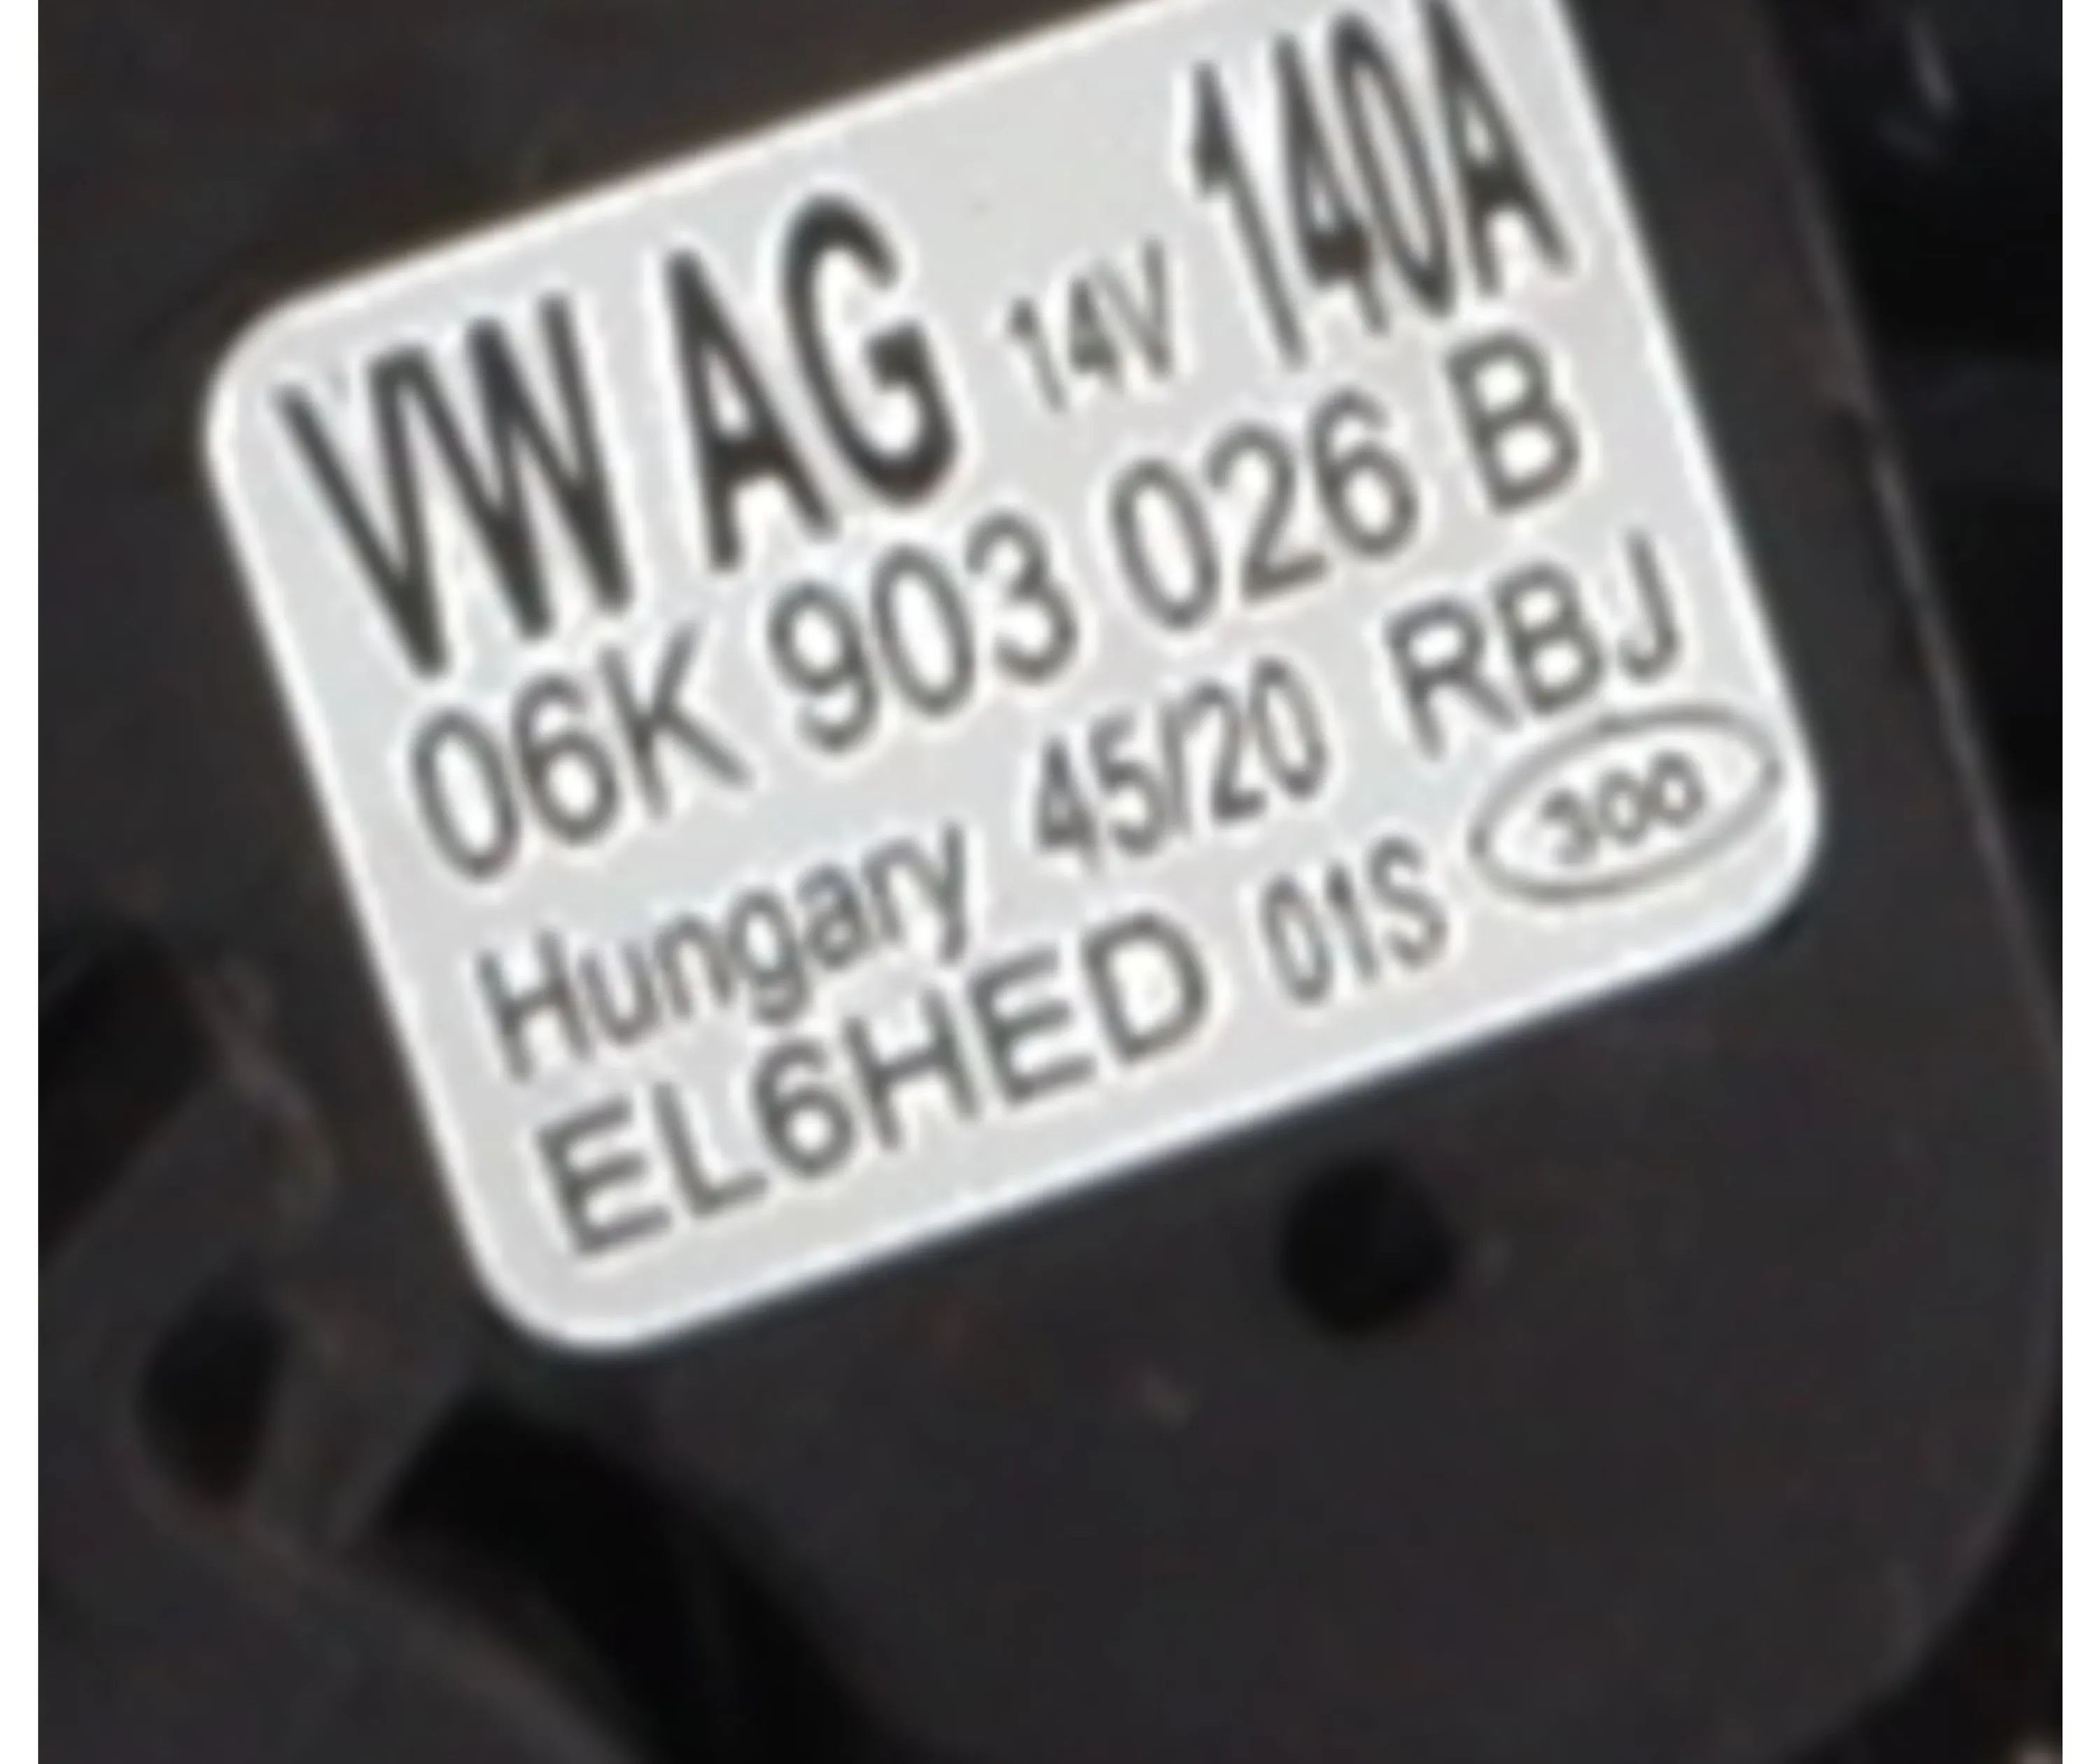 VW AG 14V 140A
06K 903 026 B
Hungary 45/20 RBJ
EL6HED 01S 300